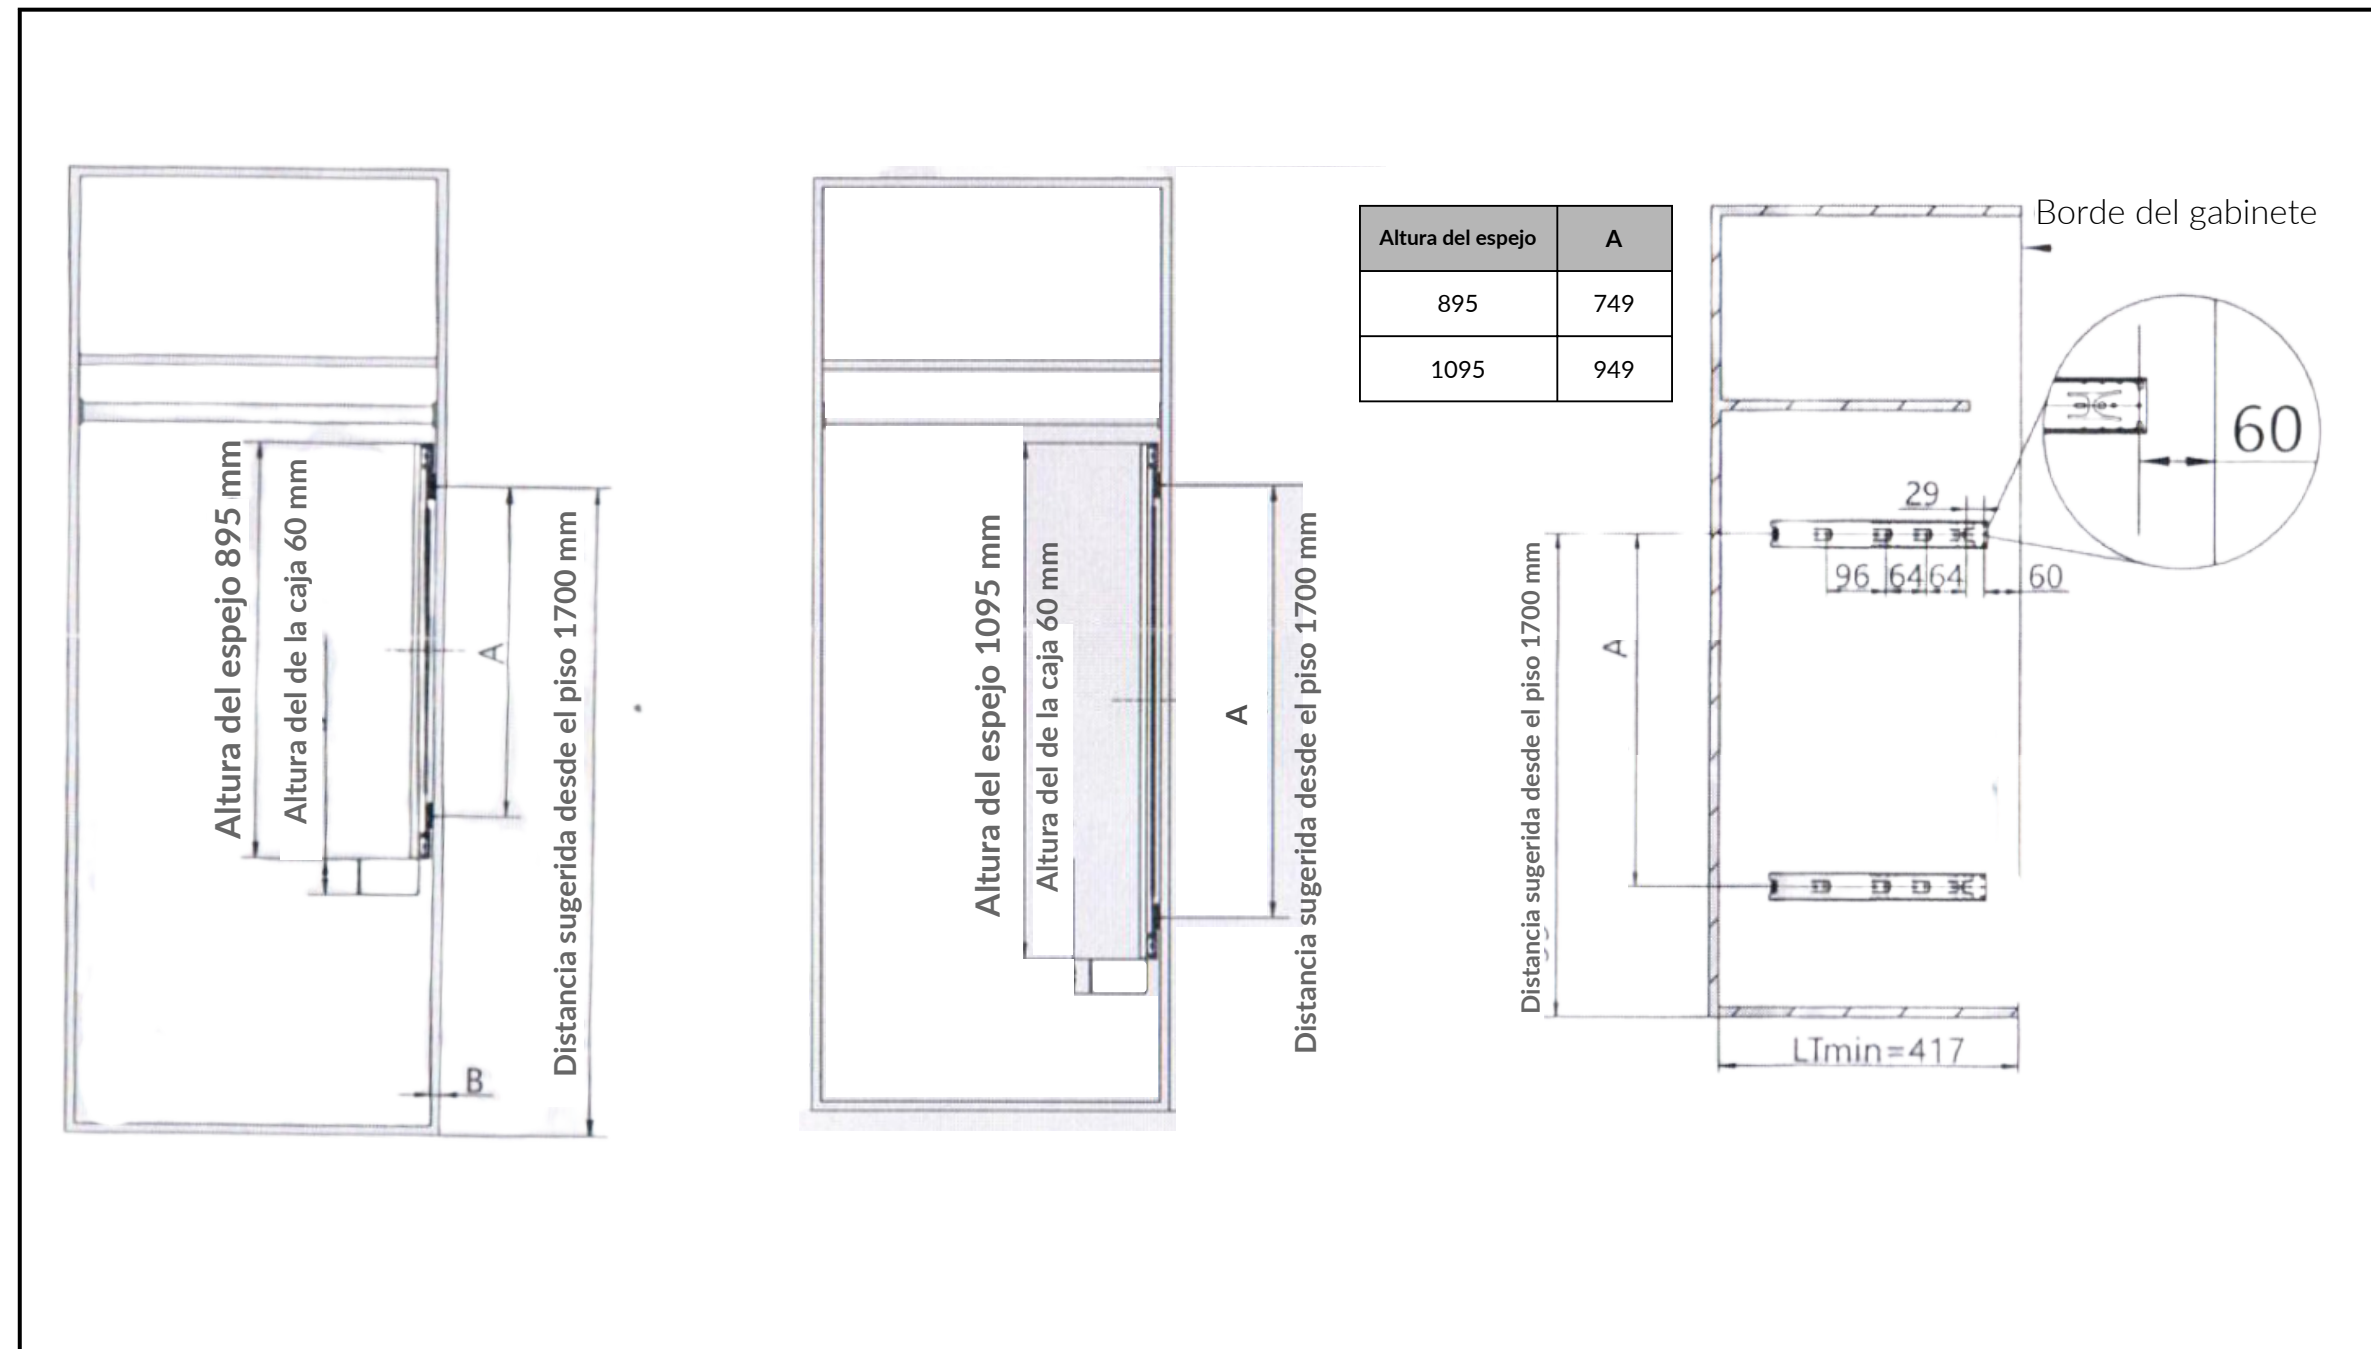 Altura del espejo 895 mm
Altura del de la caja 60 mm
A
Distancia sugerida desde el piso 1700 mm
B
Altura del espejo 1095 mm
Altura del de la caja 60 mm
A
Distancia sugerida desde el piso 1700 mm
Altura del espejo A
895 749
1095 949
Borde del gabinete
60
29
96 64 64 60
A
Distancia sugerida desde el piso 1700 mm
LTmin=417